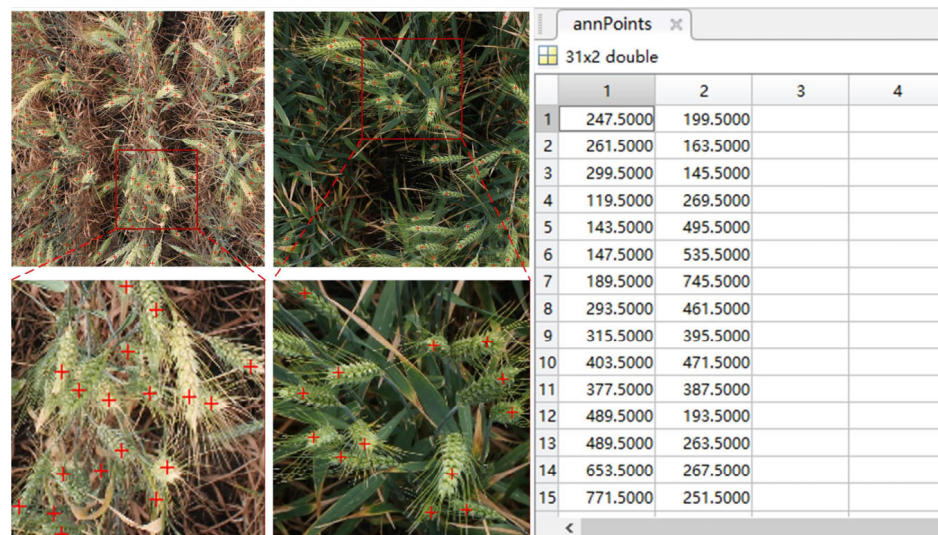 annPoints
31x2 double
1 2 3 4
1 247.5000 199.5000
2 261.5000 163.5000
3 299.5000 145.5000
4 119.5000 269.5000
5 143.5000 495.5000
6 147.5000 535.5000
7 189.5000 745.5000
8 293.5000 461.5000
9 315.5000 395.5000
10 403.5000 471.5000
11 377.5000 387.5000
12 489.5000 193.5000
13 489.5000 263.5000
14 653.5000 267.5000
15 771.5000 251.5000